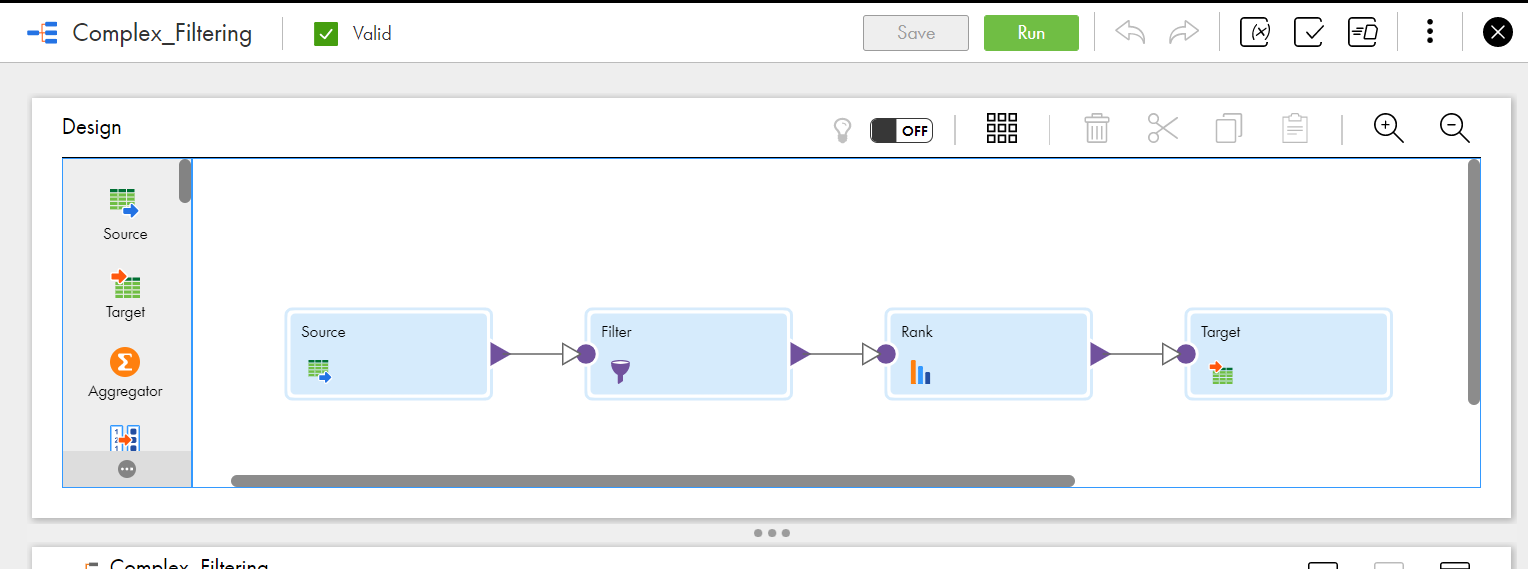 Complex_Filtering
Valid
Save
Run
Design
OFF
Source
Target
Aggregator
Source
Filter
Rank
Target
Complex_Filtering